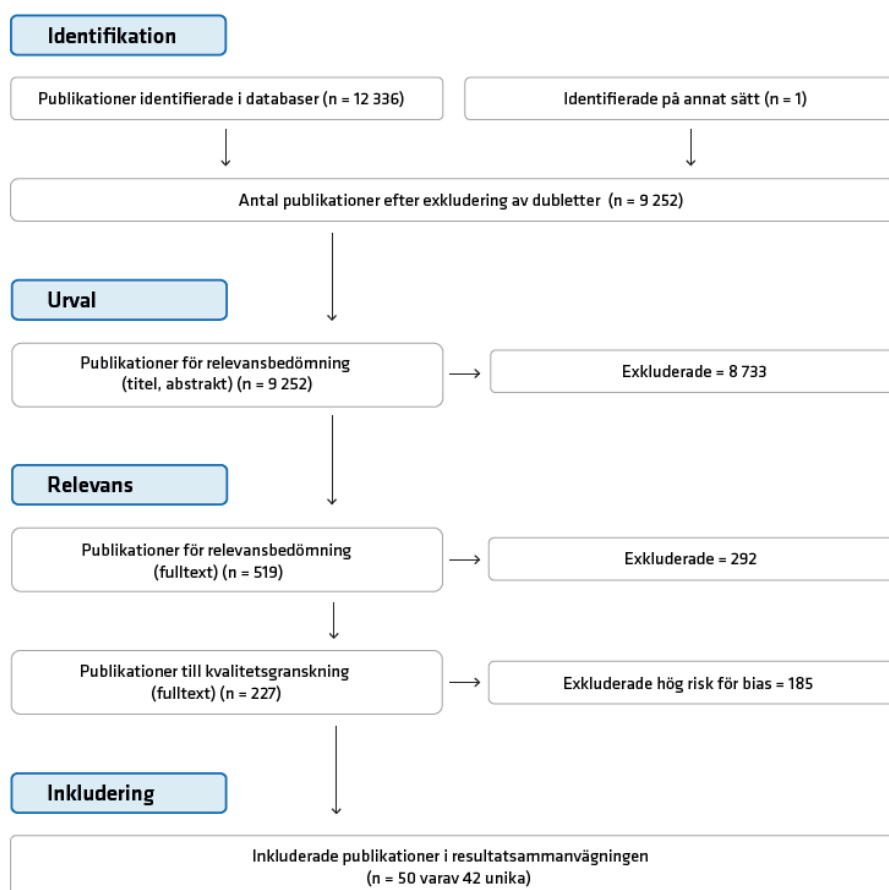 Identifikation
Publikationer identifierade i databaser (n = 12 336)
Identifierade på annat sätt (n = 1)
Antal publikationer efter exkludering av dubletter (n = 9 252)
Urval
Publikationer för relevansbedömning
(titel, abstrakt) (n = 9 252)
Exkluderade = 8 733
Relevans
Publikationer för relevansbedömning
(fulltext) (n = 519)
Exkluderade = 292
Publikationer till kvalitetsgranskning
(fulltext) (n = 227)
Exkluderade hög risk för bias = 185
Inkludering
Inkluderade publikationer i resultatsammanvägningen
(n = 50 varav 42 unika)